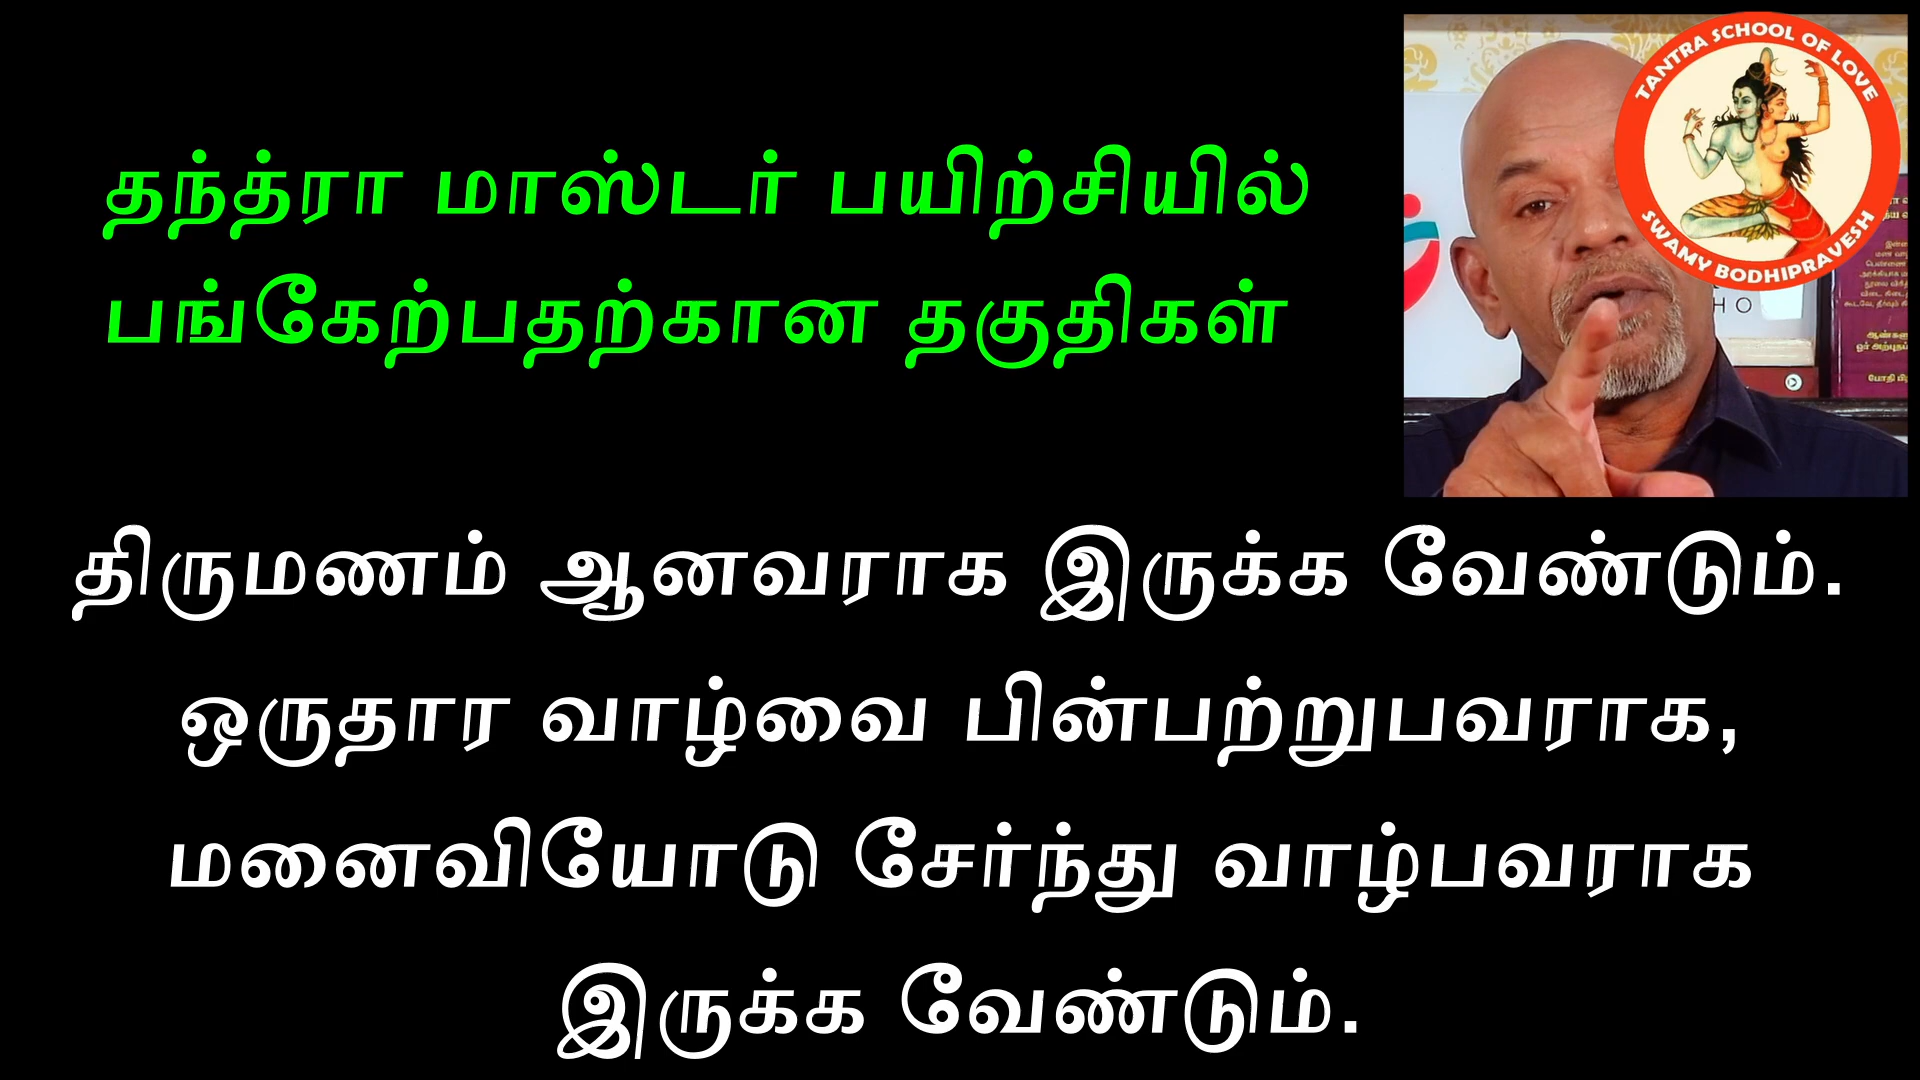 தந்த்ரா மாஸ்டர் பயிற்சியில்
பங்கேற்பதற்கான தகுதிகள்
TANTRA SCHOOL OF LOVE
SWAMY BODHIPRAVESH
HO
திருமணம் ஆனவராக இருக்க வேண்டும்.
ஒருதார வாழ்வை பின்பற்றுபவராக,
மனைவியோடு சேர்ந்து வாழ்பவராக
இருக்க வேண்டும்.